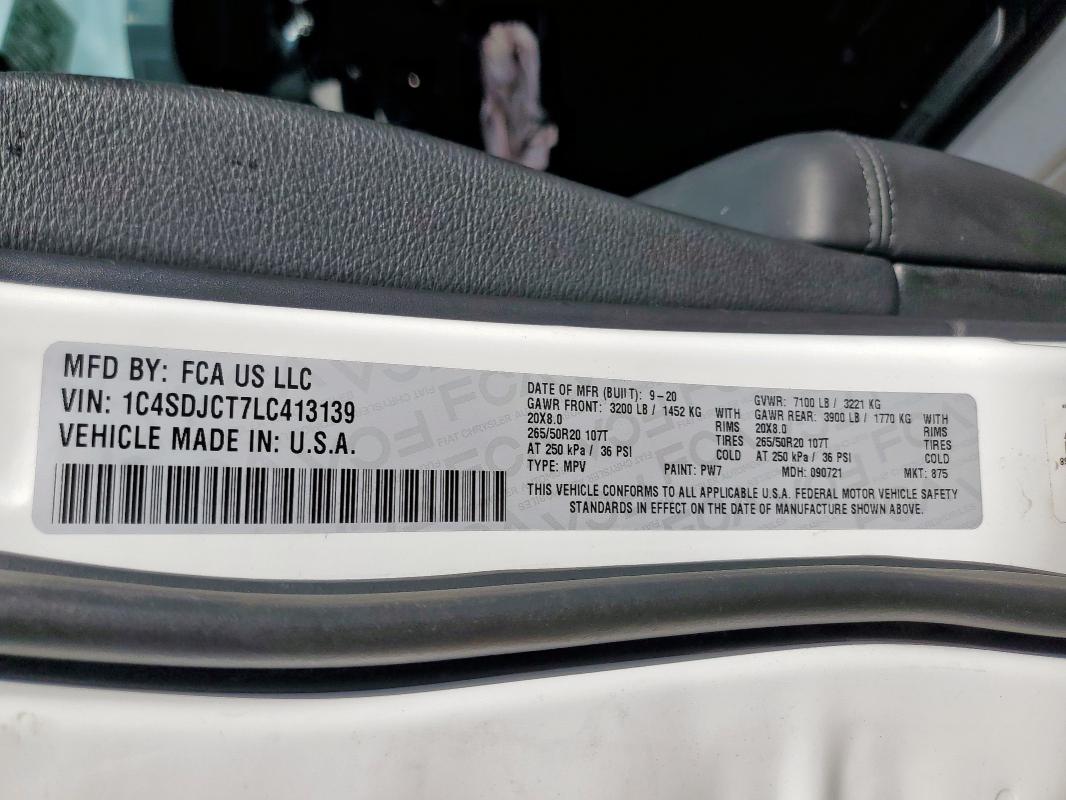 MFD BY: FCA US LLC
VIN: 1C4SDJCT7LC413139
VEHICLE MADE IN: U.S.A.
DATE OF MFR (BUILT): 9-20
GAWR FRONT: 3200 LB / 1452 KG WITH
20X8.0 RIMS
265/50R20 107T TIRES
AT 250 kPa / 36 PSI COLD
TYPE: MPV PAINT: PW7
GVWR: 7100 LB / 3221 KG
GAWR REAR: 3900 LB / 1770 KG WITH
20X8.0 RIMS
265/50R20 107T TIRES
AT 250 kPa / 36 PSI COLD
MDH: 090721 MKT: 875
THIS VEHICLE CONFORMS TO ALL APPLICABLE U.S.A. FEDERAL MOTOR VEHICLE SAFETY
STANDARDS IN EFFECT ON THE DATE OF MANUFACTURE SHOWN ABOVE.